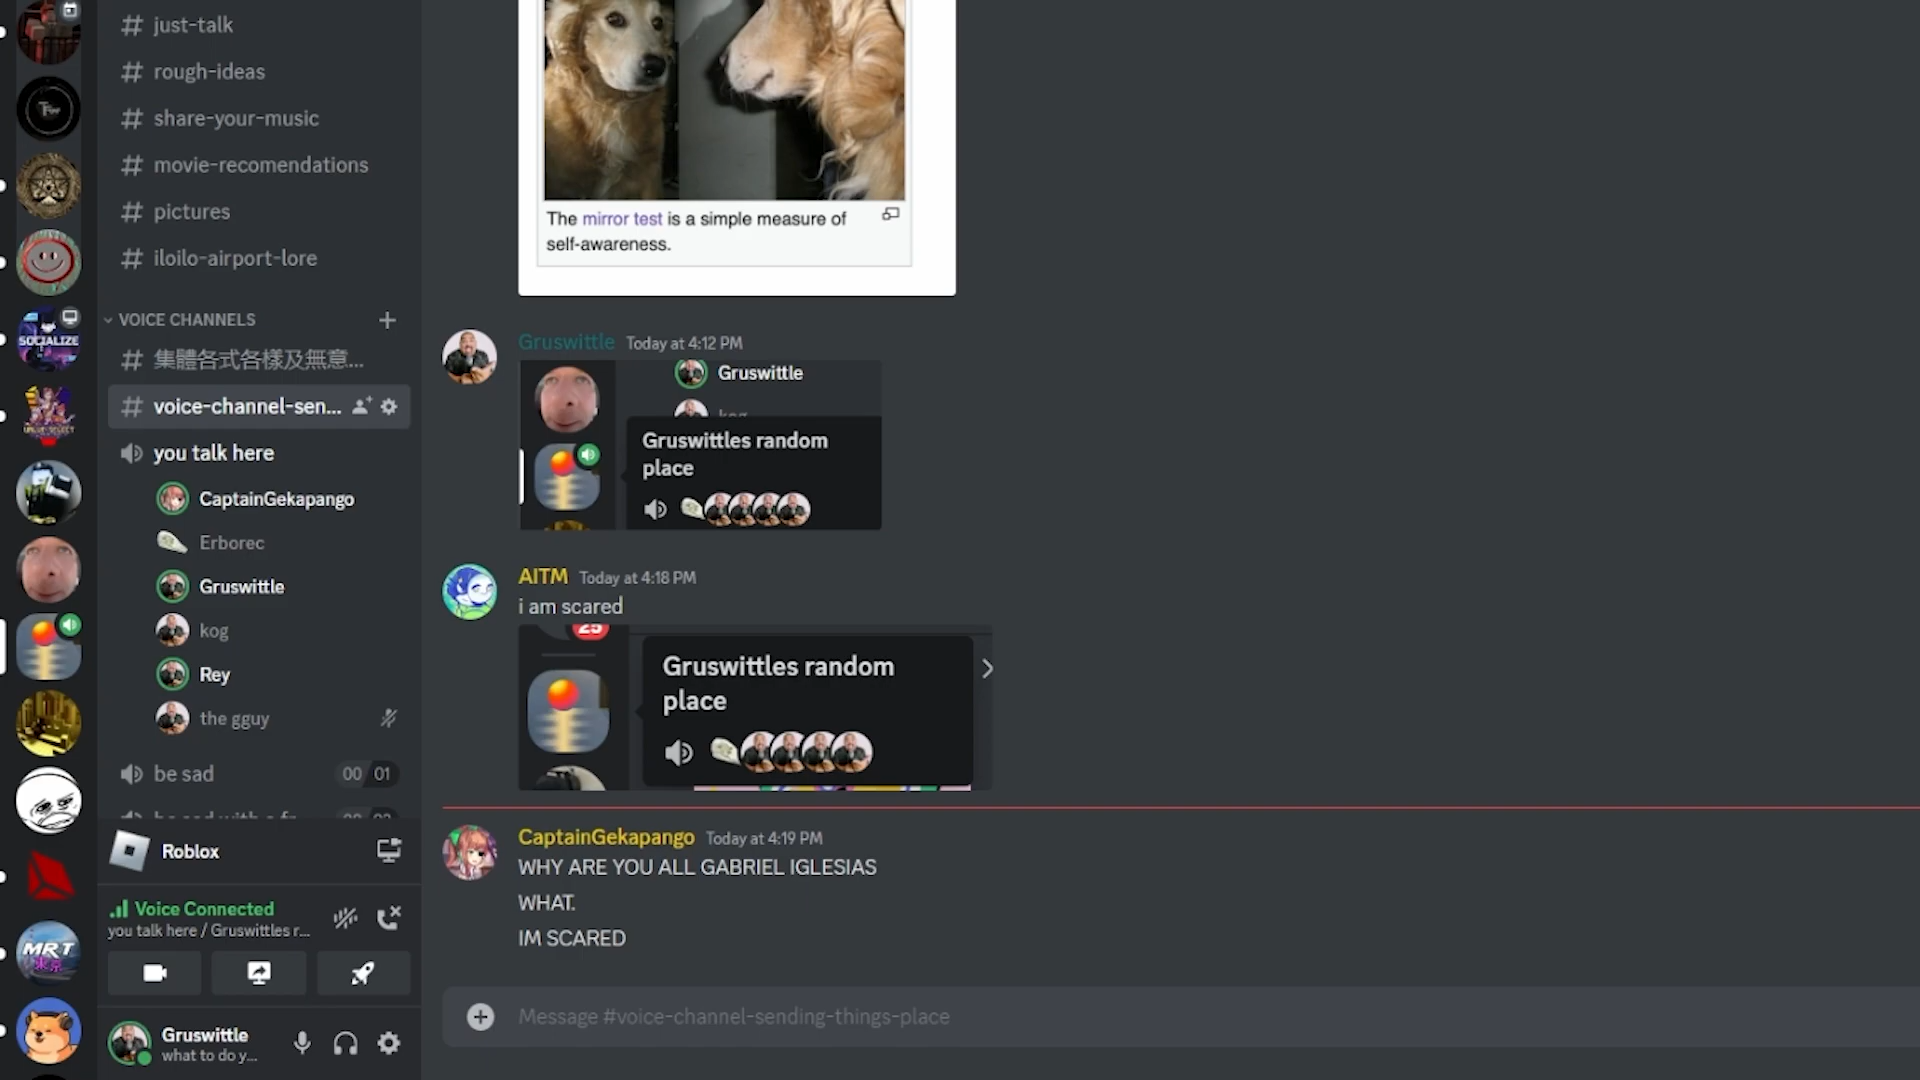 just-talk
rough-ideas
share-your-music
movie-recomendations
pictures
iloilo-airport-lore
VOICE CHANNELS
集體各式各樣及無意...
voice-channel-sen...
you talk here
CaptainGekapango
Erborec
Gruswittle
kog
Rey
the gguy
be sad
00 01
SOCIALIZE
MRT
Roblox
Voice Connected
you talk here / Gruswittles r...
Gruswittle
what to do y...
The mirror test is a simple measure of
self-awareness.
Gruswittle Today at 4:12 PM
Gruswittle
kog
Gruswittles random
place
AITM Today at 4:18 PM
i am scared
25
Gruswittles random
place
CaptainGekapango Today at 4:19 PM
WHY ARE YOU ALL GABRIEL IGLESIAS
WHAT.
IM SCARED
Message #voice-channel-sending-things-place